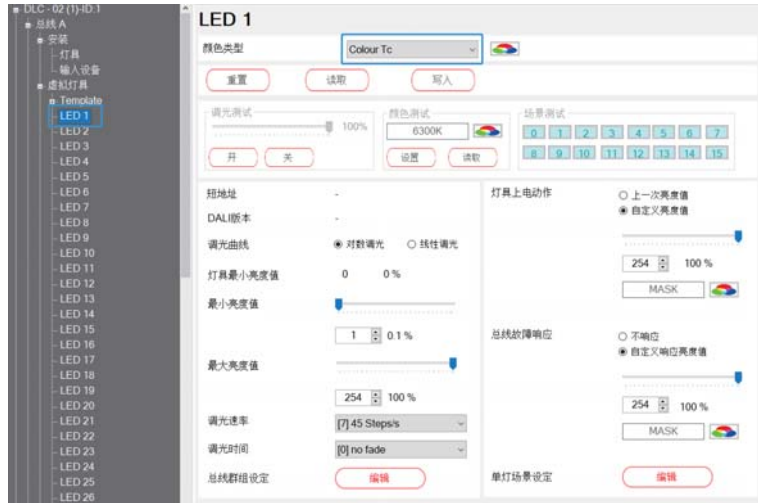 DLC - 02 (1)-ID:1
总线 A
安装
灯具
输入设备
虚拟灯具
Template
LED 1
LED 2
LED 3
LED 4
LED 5
LED 6
LED 7
LED 8
LED 9
LED 10
LED 11
LED 12
LED 13
LED 14
LED 15
LED 16
LED 17
LED 18
LED 19
LED 20
LED 21
LED 22
LED 23
LED 24
LED 25
LED 26
LED 1
颜色类型 Colour Tc
重置 读取 写入
调光测试
100%
开 关
颜色测试
6300K
设置 读取
场景测试
0 1 2 3 4 5 6 7
8 9 10 11 12 13 14 15
短地址 -
DALI版本 -
调光曲线 对数调光 线性调光
灯具最小亮度值 0 0 %
最小亮度值
1 0.1 %
最大亮度值
254 100 %
调光速率 [7] 45 Steps/s
调光时间 [0] no fade
总线群组设定 编辑
灯具上电动作 上一次亮度值
自定义亮度值
254 100 %
MASK
总线故障响应 不响应
自定义响应亮度值
254 100 %
MASK
单灯场景设定 编辑